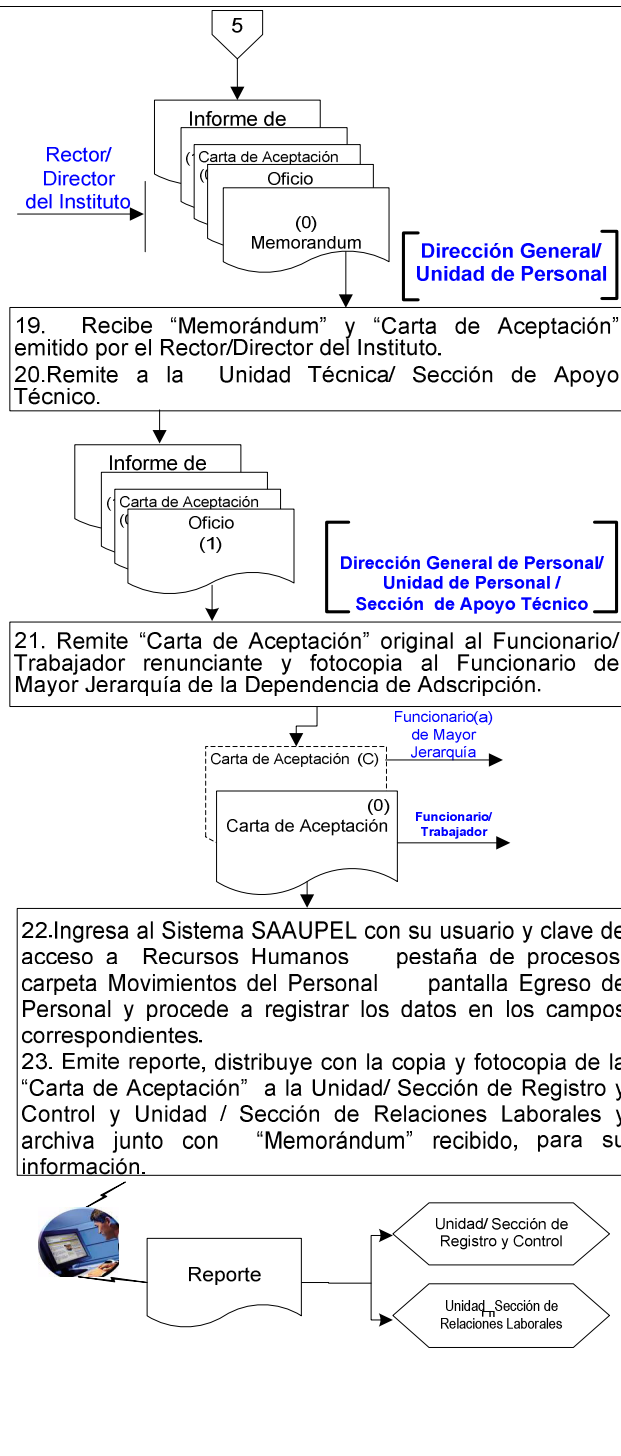 5
Informe de
(
Carta de Aceptación
(
Oficio
(0)
Memorandum
Rector/
Director
del Instituto
Dirección General/
Unidad de Personal
19. Recibe “Memorándum” y “Carta de Aceptación”
emitido por el Rector/Director del Instituto.
20.Remite a la Unidad Técnica/ Sección de Apoyo
Técnico.
Informe de
(
Carta de Aceptación
(
Oficio
(1)
Dirección General de Personal/
Unidad de Personal /
Sección de Apoyo Técnico
21. Remite “Carta de Aceptación” original al Funcionario/
Trabajador renunciante y fotocopia al Funcionario de
Mayor Jerarquía de la Dependencia de Adscripción.
Funcionario(a)
de Mayor
Jerarquía
Carta de Aceptación (C)
(0)
Carta de Aceptación
Funcionario/
Trabajador
22.Ingresa al Sistema SAAUPEL con su usuario y clave de
acceso a Recursos Humanos pestaña de procesos
carpeta Movimientos del Personal pantalla Egreso de
Personal y procede a registrar los datos en los campos
correspondientes.
23. Emite reporte, distribuye con la copia y fotocopia de la
“Carta de Aceptación” a la Unidad/ Sección de Registro y
Control y Unidad / Sección de Relaciones Laborales y
archiva junto con “Memorándum” recibido, para su
información.
Reporte
Unidad/ Sección de
Registro y Control
Unidad Sección de
Relaciones Laborales